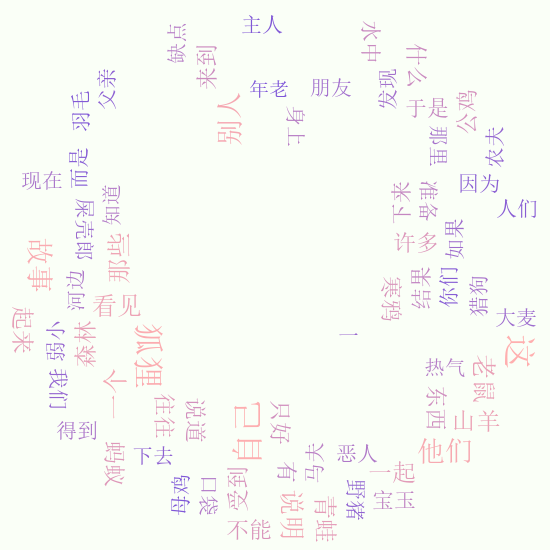 主人
缺点
来到
水中
什么
父亲
年老
朋友
发现
羽毛
别人
身上
于是
公鸡
那里
农夫
现在
而是
知道
因为
来下
准备
人们
屎壳郎
那话
许多
如果
故事
河边
看见
寒鸦
结果
你们
猎狗
大麦
起来
小弱
森林
狐狸
一
这
我们
一个
热气
老鼠
东西
山羊
得到
往往
说道
自己
只好
他们
蚂蚁
下去
有
马夫
恶人
一起
母鸡
口袋
受到
不能
说明
青蛙
野猪
宝玉